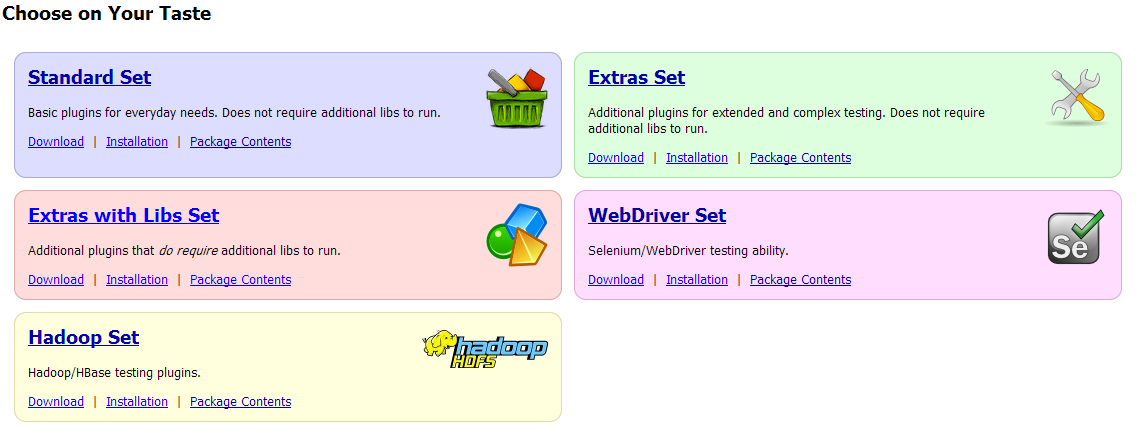 Choose on Your Taste
Standard Set
Basic plugins for everyday needs. Does not require additional libs to run.
Download | Installation | Package Contents
Extras Set
Additional plugins for extended and complex testing. Does not require
additional libs to run.
Download | Installation | Package Contents
Extras with Libs Set
Additional plugins that do require additional libs to run.
Download | Installation | Package Contents
WebDriver Set
Selenium/WebDriver testing ability.
Download | Installation | Package Contents
Se
Hadoop Set
Hadoop/HBase testing plugins.
Download | Installation | Package Contents
hadoop
HDFS